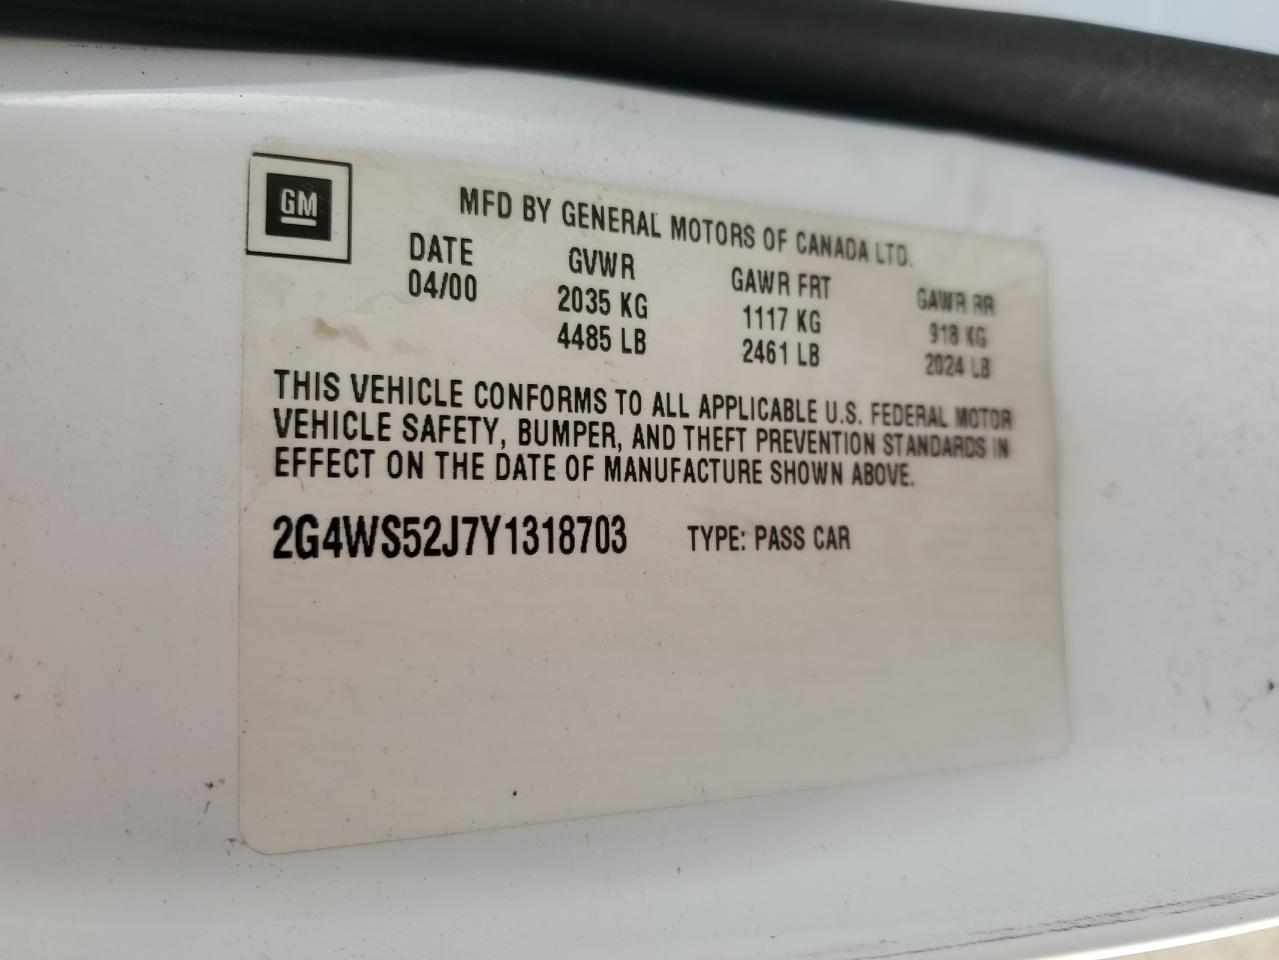 GM
MFD BY GENERAL MOTORS OF CANADA LTD.
DATE GVWR GAWR FRT GAWR RR
04/00 2035 KG 1117 KG 918 KG
4485 LB 2461 LB 2024 LB
THIS VEHICLE CONFORMS TO ALL APPLICABLE U.S. FEDERAL MOTOR
VEHICLE SAFETY, BUMPER, AND THEFT PREVENTION STANDARDS IN
EFFECT ON THE DATE OF MANUFACTURE SHOWN ABOVE.
2G4WS52J7Y1318703 TYPE: PASS CAR